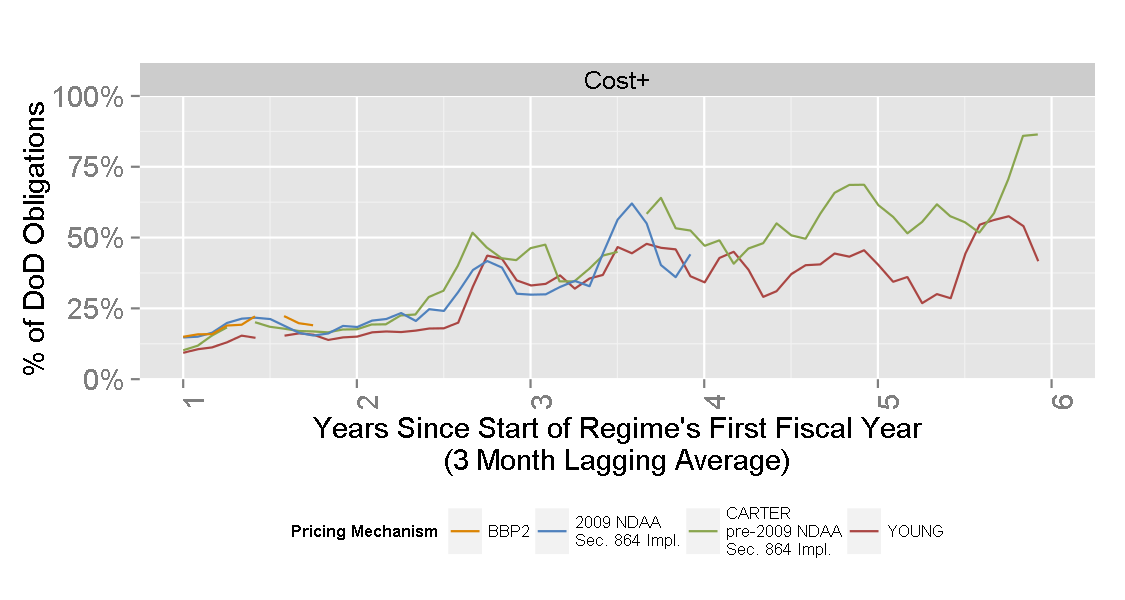 Cost+
% of DoD Obligations
100%
75%
50%
25%
0%
1
2
3
4
5
6
Years Since Start of Regime's First Fiscal Year
(3 Month Lagging Average)
Pricing Mechanism
BBP2
2009 NDAA
Sec. 864 Impl.
CARTER
pre-2009 NDAA
Sec. 864 Impl.
YOUNG